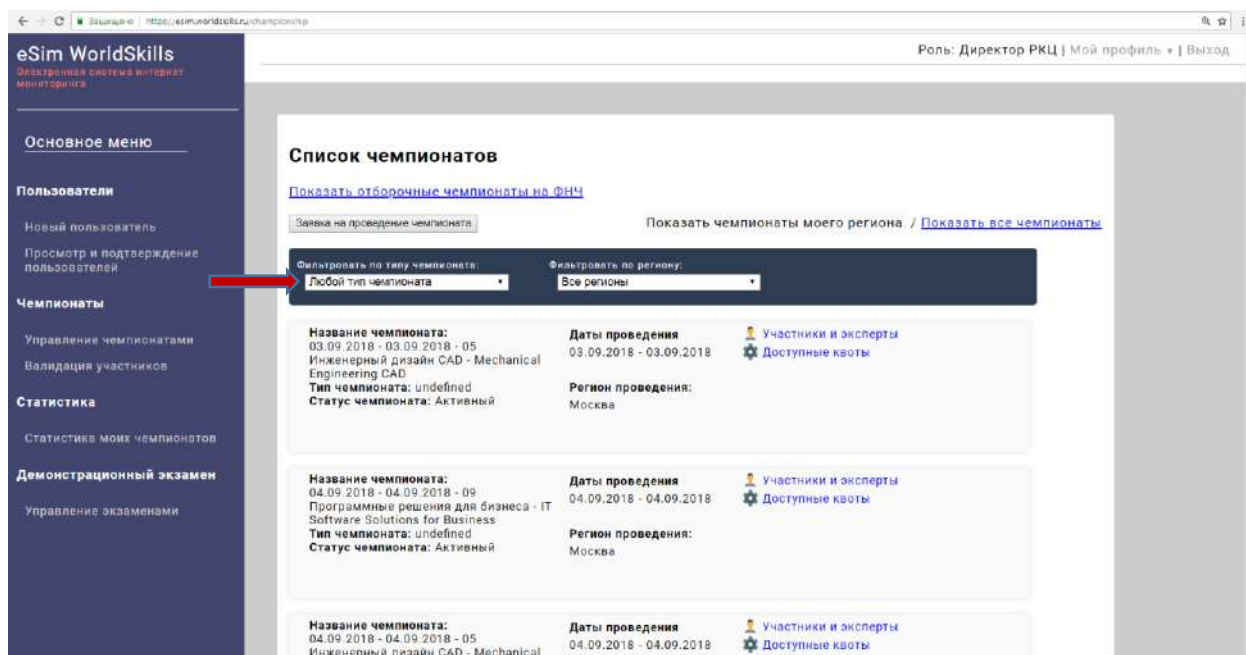 https://esim.worldskills.ru/championship
eSim WorldSkills
Электронная система интернет
мониторинга
Роль: Директор РКЦ | Мой профиль ▾ | Выход
Основное меню
Пользователи
Новый пользователь
Просмотр и подтверждение
пользователей
Чемпионаты
Управление чемпионатами
Валидация участников
Статистика
Статистика моих чемпионатов
Демонстрационный экзамен
Управление экзаменами
Список чемпионатов
Показать отборочные чемпионаты на ФНЧ
Заявка на проведение чемпионата
Показать чемпионаты моего региона / Показать все чемпионаты
Фильтровать по типу чемпионата: Фильтровать по региону:
Любой тип чемпионата Все регионы
Название чемпионата:
03.09.2018 - 03.09.2018 - 05
Инженерный дизайн CAD - Mechanical
Engineering CAD
Тип чемпионата: undefined
Статус чемпионата: Активный
Даты проведения
03.09.2018 - 03.09.2018
Регион проведения:
Москва
Участники и эксперты
Доступные квоты
Название чемпионата:
04.09.2018 - 04.09.2018 - 09
Программные решения для бизнеса - IT
Software Solutions for Business
Тип чемпионата: undefined
Статус чемпионата: Активный
Даты проведения
04.09.2018 - 04.09.2018
Регион проведения:
Москва
Участники и эксперты
Доступные квоты
Название чемпионата:
04.09.2018 - 04.09.2018 - 05
Инженерный дизайн CAD - Mechanical
Даты проведения
04.09.2018 - 04.09.2018
Участники и эксперты
Доступные квоты